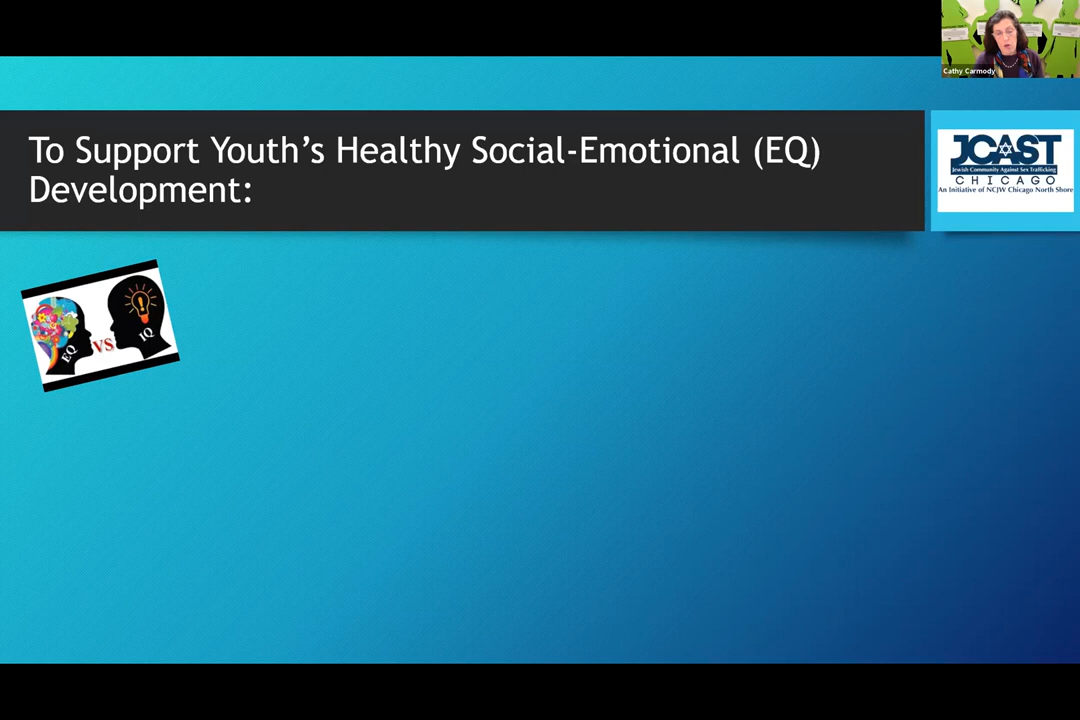 Cathy Carmody
To Support Youth’s Healthy Social-Emotional (EQ)
Development:
JCAST
Jewish Community Against Sex Trafficking
CHICAGO
An Initiative of NCJW Chicago North Shore
EQ
VS
IQ